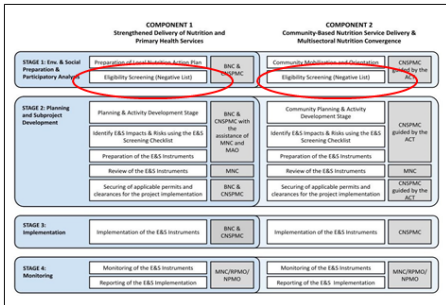 COMPONENT 1
Strengthened Delivery of Nutrition and
Primary Health Services
COMPONENT 2
Community-Based Nutrition Service Delivery &
Multisectoral Nutrition Convergence
STAGE 1: Env. & Social
Preparation &
Participatory Analysis
Preparation of Local Nutrition Action Plan
Eligibility Screening (Negative List)
BNC &
CNSPMC
Community Mobilization and Orientation
Eligibility Screening (Negative List)
CNSPMC
guided by the
ACT
STAGE 2: Planning
and Subproject
Development
Planning & Activity Development Stage
Identify E&S Impacts & Risks using the E&S
Screening Checklist
Preparation of the E&S Instruments
Review of the E&S Instruments
Securing of applicable permits and
clearances for the project implementation
BNC &
CNSPMC with
the
assistance of
MNC and
MAO
MNC
BNC &
CNSPMC
Community Planning & Activity
Development Stage
Identify E&S Impacts & Risks using the E&S
Screening Checklist
Preparation of the E&S Instruments
Review of the E&S Instruments
Securing of applicable permits and
clearances for the project implementation
CNSPMC
guided by the
ACT
MNC
CNSPMC
guided by the ACT
STAGE 3:
Implementation
Implementation of the E&S Instruments
BNC &
CNSPMC
Implementation of the E&S Instruments
CNSPMC
STAGE 4:
Monitoring
Monitoring of the E&S Instruments
Reporting of the E&S Implementation
MNC/RPMO/
NPMO
Monitoring of the E&S Instruments
Reporting of the E&S Implementation
MNC/RPMO/
NPMO